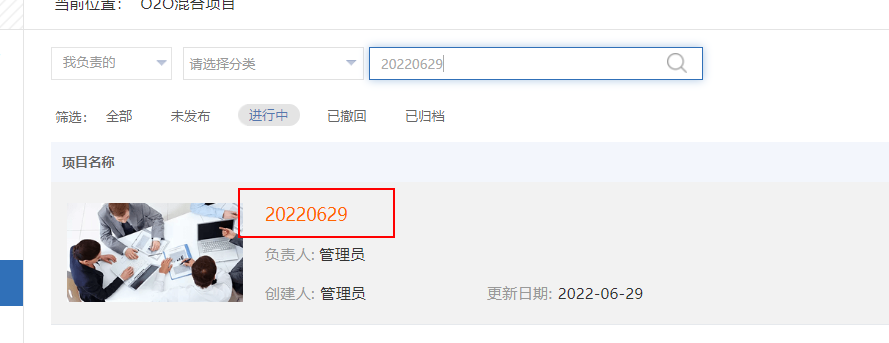 当前位置： O2O混合项目
我负责的 请选择分类 20220629
筛选: 全部 未发布 进行中 已撤回 已归档
项目名称
20220629
负责人: 管理员
创建人: 管理员 更新日期: 2022-06-29